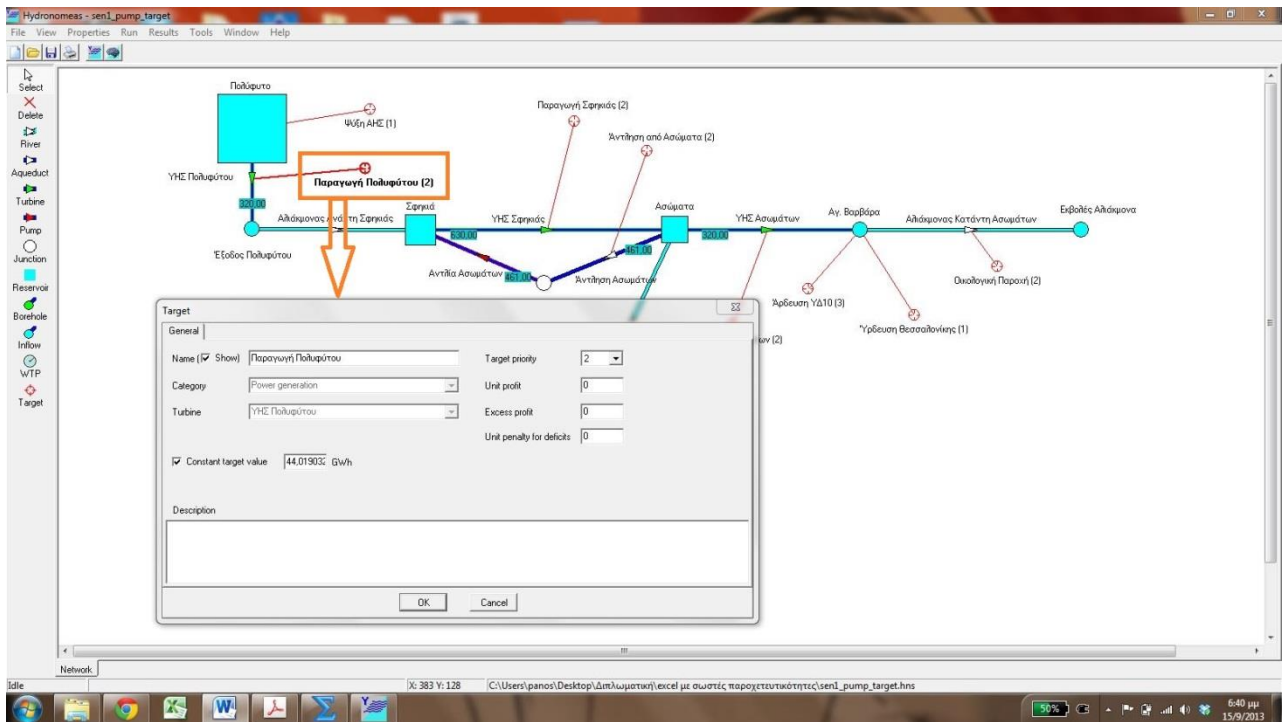 Hydronomeas - sen1_pump_target
File View Properties Run Results Tools Window Help
Select
Delete
River
Aqueduct
Turbine
Pump
Junction
Reservoir
Borehole
Inflow
WTP
Target
Πολύφυτο
Ψύξη ΑΗΣ (1)
Παραγωγή Σφηκιάς (2)
Άντληση από Ασώματα (2)
ΥΗΣ Πολυφύτου
Παραγωγή Πολυφύτου (2)
320,00
Αλιάκμονας Ανάντη Σφηκιάς
Σφηκιά
ΥΗΣ Σφηκιάς
Ασώματα
ΥΗΣ Ασωμάτων
Αγ. Βαρβάρα
Αλιάκμονας Κατάντη Ασωμάτων
Εκβολές Αλιάκμονα
630,00
320,00
Έξοδος Πολυφύτου
461,00
Αντλία Ασωμάτων
461,00
Άντληση Ασωμάτων
Οικολογική Παροχή (2)
Άρδευση ΥΔ10 (3)
Ύδρευση Θεσσαλονίκης (1)
ων (2)
Target
General
Name ( Show) Παραγωγή Πολυφύτου
Target priority 2
Category Power generation
Unit profit 0
Turbine ΥΗΣ Πολυφύτου
Excess profit 0
Unit penalty for deficits 0
Constant target value 44,019032 GWh
Description
OK Cancel
Network
Idle X: 383 Y: 128 C:\Users\panos\Desktop\Διπλωματική\excel με σωστές παροχετευτικότητες\sen1_pump_target.hns
50%
6:40 μμ
15/9/2013